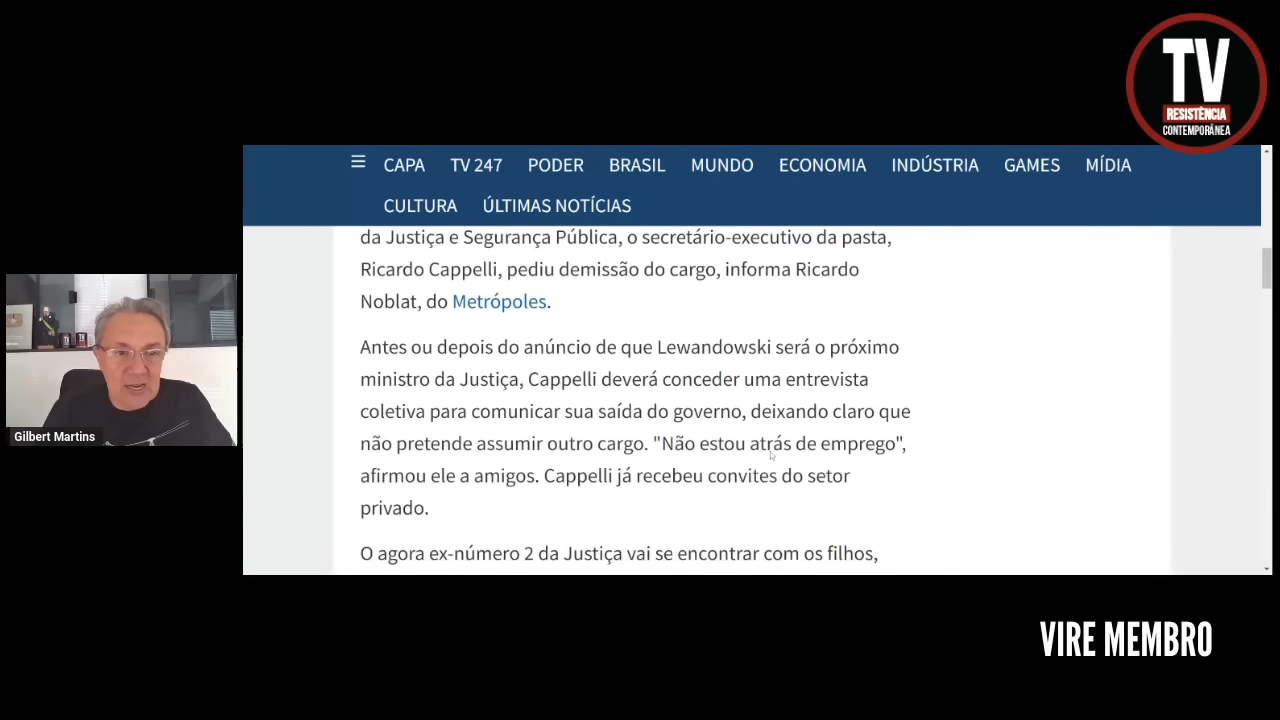 TV
RESISTÊNCIA
CONTEMPORÂNEA
☰ CAPA TV 247 PODER BRASIL MUNDO ECONOMIA INDÚSTRIA GAMES MÍDIA
CULTURA ÚLTIMAS NOTÍCIAS
da Justiça e Segurança Pública, o secretário-executivo da pasta,
Ricardo Cappelli, pediu demissão do cargo, informa Ricardo
Noblat, do Metrópoles.
Antes ou depois do anúncio de que Lewandowski será o próximo
ministro da Justiça, Cappelli deverá conceder uma entrevista
coletiva para comunicar sua saída do governo, deixando claro que
não pretende assumir outro cargo. "Não estou atrás de emprego",
afirmou ele a amigos. Cappelli já recebeu convites do setor
privado.
O agora ex-número 2 da Justiça vai se encontrar com os filhos,
Gilbert Martins
VIRE MEMBRO